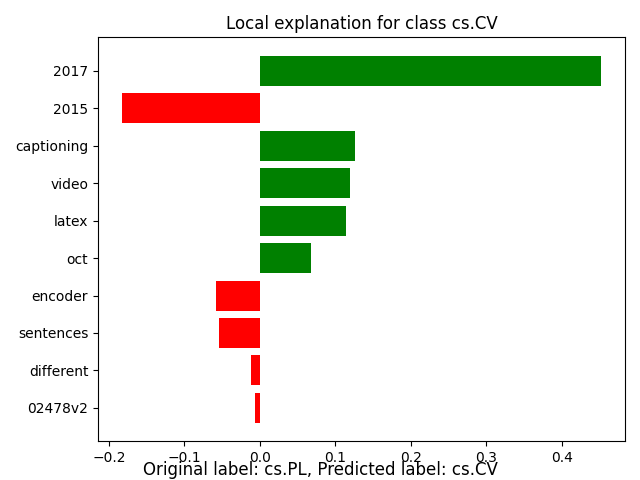 Local explanation for class cs.CV
2017
2015
captioning
video
latex
oct
encoder
sentences
different
02478v2
−0.2 −0.1 0.0 0.1 0.2 0.3 0.4
Original label: cs.PL, Predicted label: cs.CV